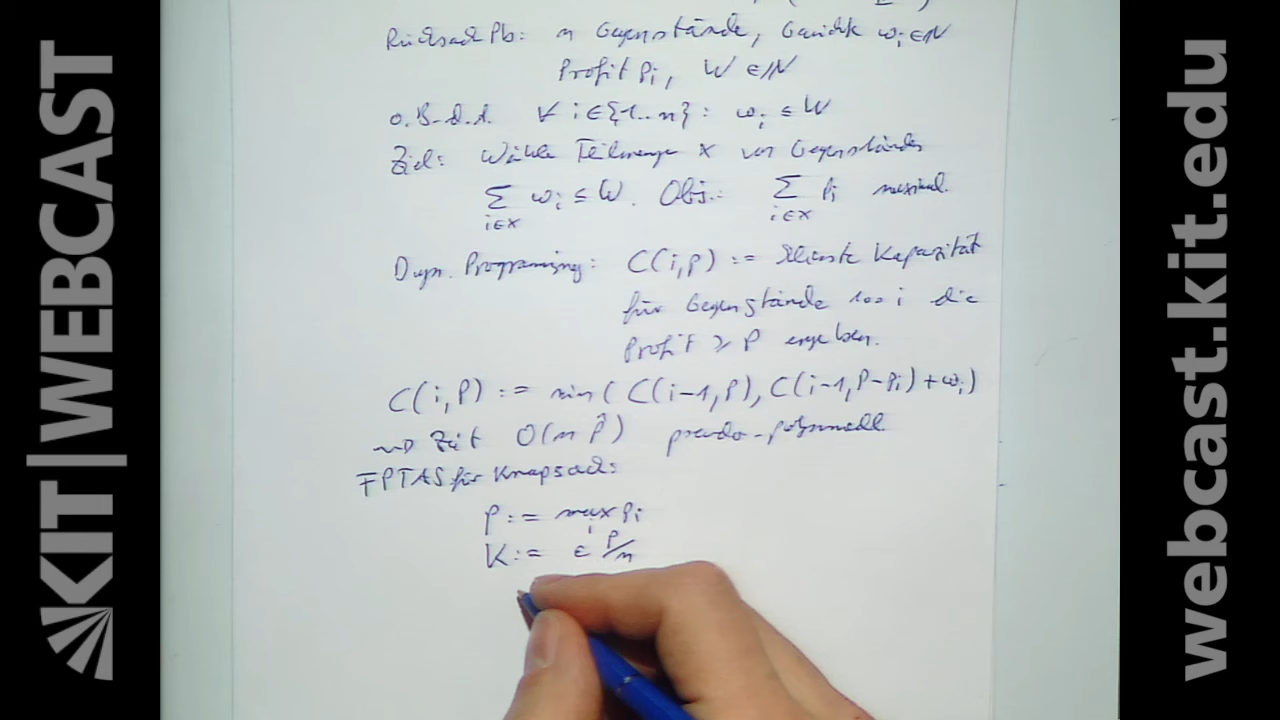 KIT WEBCAST
Rucksack Pb: n Gegenstände, Gewicht wᵢ ∈ ℕ
Profit pᵢ, W ∈ ℕ
o.B.d.A. ∀ i ∈ {1..n}: wᵢ ≤ W
Ziel: Wähle Teilmenge X von Gegenständen
∑_{i∈X} wᵢ ≤ W. Obj.: ∑_{i∈X} pᵢ maximal.
Dyn. Programming: C(i,P) := kleinste Kapazität
für Gegenstände 1...i die
Profit ≥ P ergeben.
C(i,P) := min( C(i-1,P), C(i-1,P-pᵢ)+wᵢ)
⇝ Zeit O(n P̂) pseudo-polynomiell
FPTAS für Knapsack:
P := max_i pᵢ
K := ε P/n
webcast.kit.edu